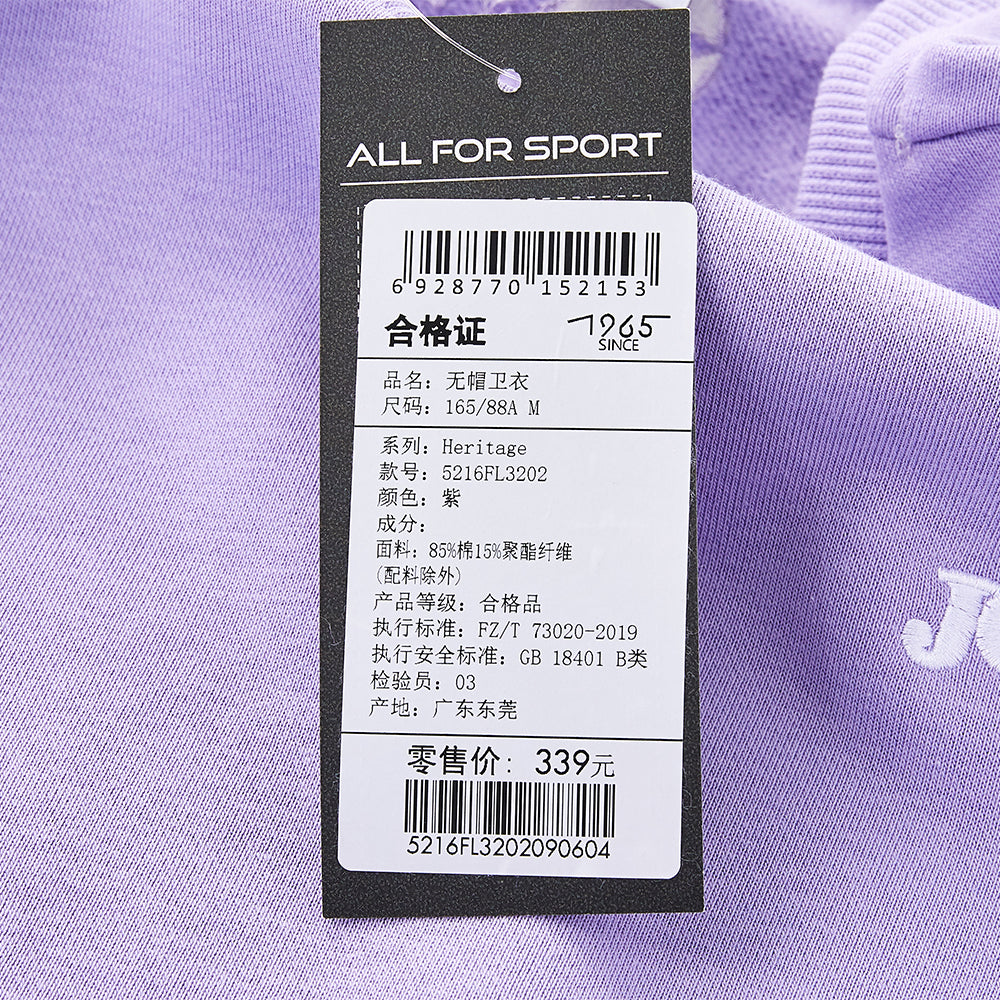 ALL FOR SPORT
6 928770 152153
合格证
1965
SINCE
品名：无帽卫衣
尺码：165/88A M
系列：Heritage
款号：5216FL3202
颜色：紫
成分：
面料：85%棉15%聚酯纤维
(配料除外)
产品等级：合格品
执行标准：FZ/T 73020-2019
执行安全标准：GB 18401 B类
检验员：03
产地：广东东莞
零售价：339元
5216FL3202090604